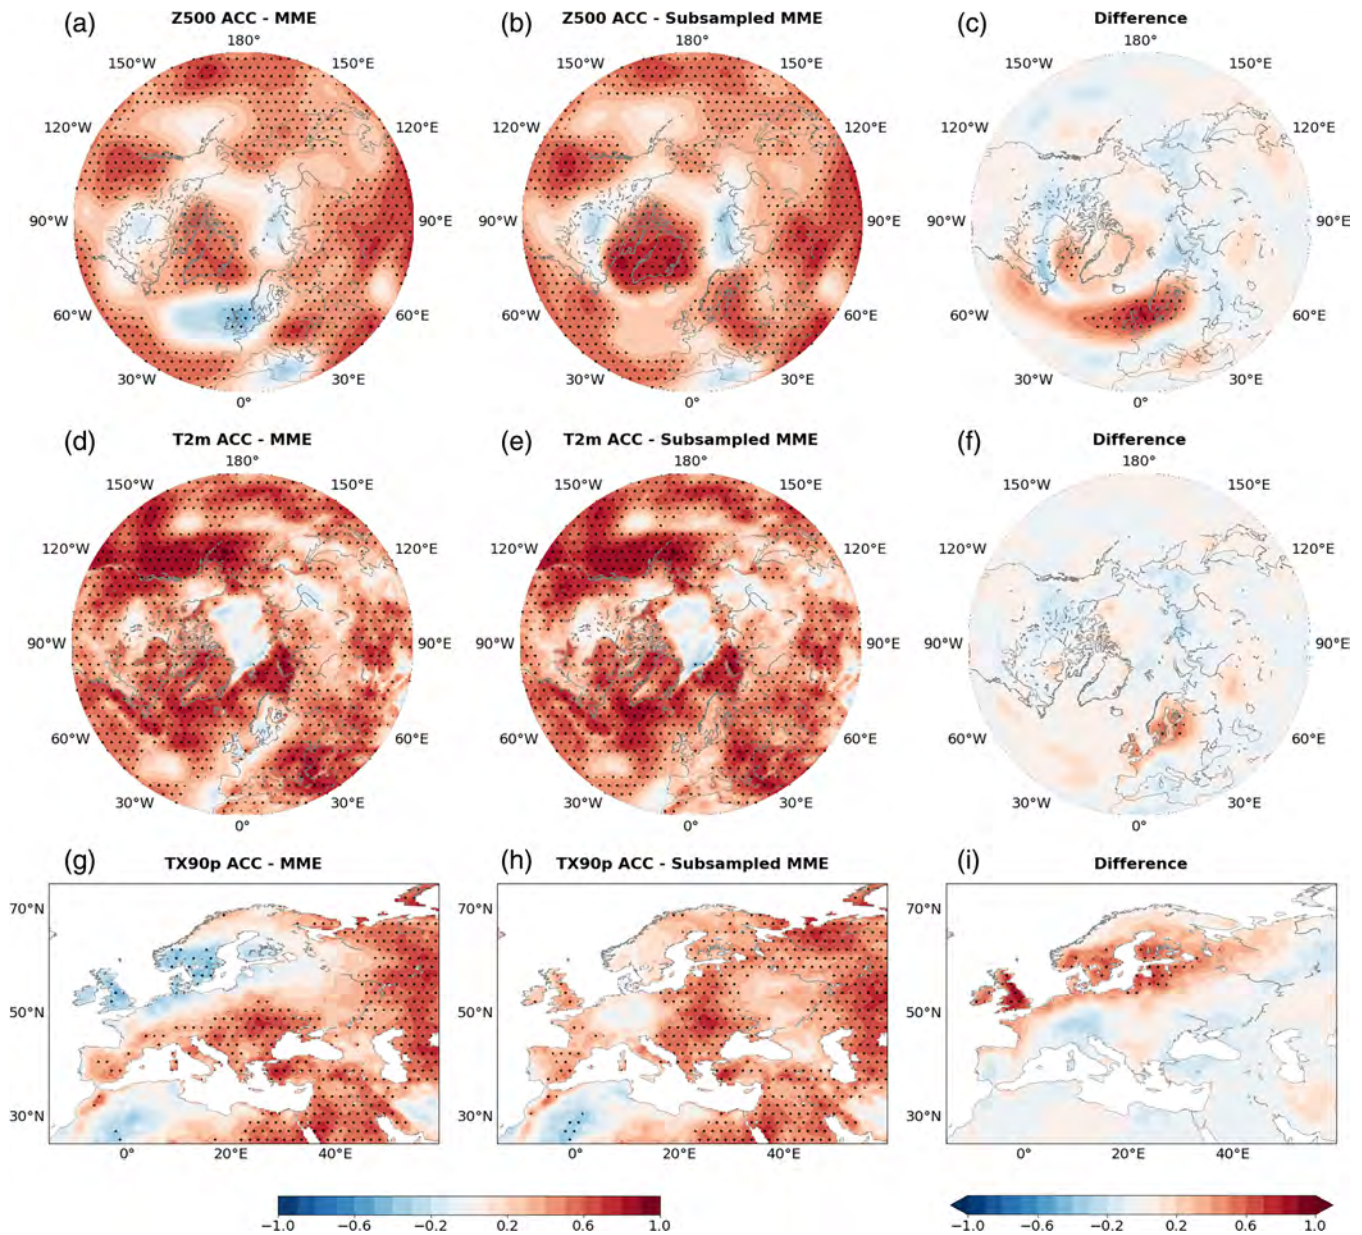 (a) Z500 ACC - MME
(b) Z500 ACC - Subsampled MME
(c) Difference
180° 180° 180°
150°W 150°E 150°W 150°E 150°W 150°E
120°W 120°E 120°W 120°E 120°W 120°E
90°W 90°E 90°W 90°E 90°W 90°E
60°W 60°E 60°W 60°E 60°W 60°E
30°W 30°E 30°W 30°E 30°W 30°E
0° 0° 0°
(d) T2m ACC - MME
(e) T2m ACC - Subsampled MME
(f) Difference
180° 180° 180°
150°W 150°E 150°W 150°E 150°W 150°E
120°W 120°E 120°W 120°E 120°W 120°E
90°W 90°E 90°W 90°E 90°W 90°E
60°W 60°E 60°W 60°E 60°W 60°E
30°W 30°E 30°W 30°E 30°W 30°E
0° 0° 0°
(g) TX90p ACC - MME
(h) TX90p ACC - Subsampled MME
(i) Difference
70°N 70°N 70°N
50°N 50°N 50°N
30°N 30°N 30°N
0° 20°E 40°E 0° 20°E 40°E 0° 20°E 40°E
−1.0 −0.6 −0.2 0.2 0.6 1.0 −1.0 −0.6 −0.2 0.2 0.6 1.0